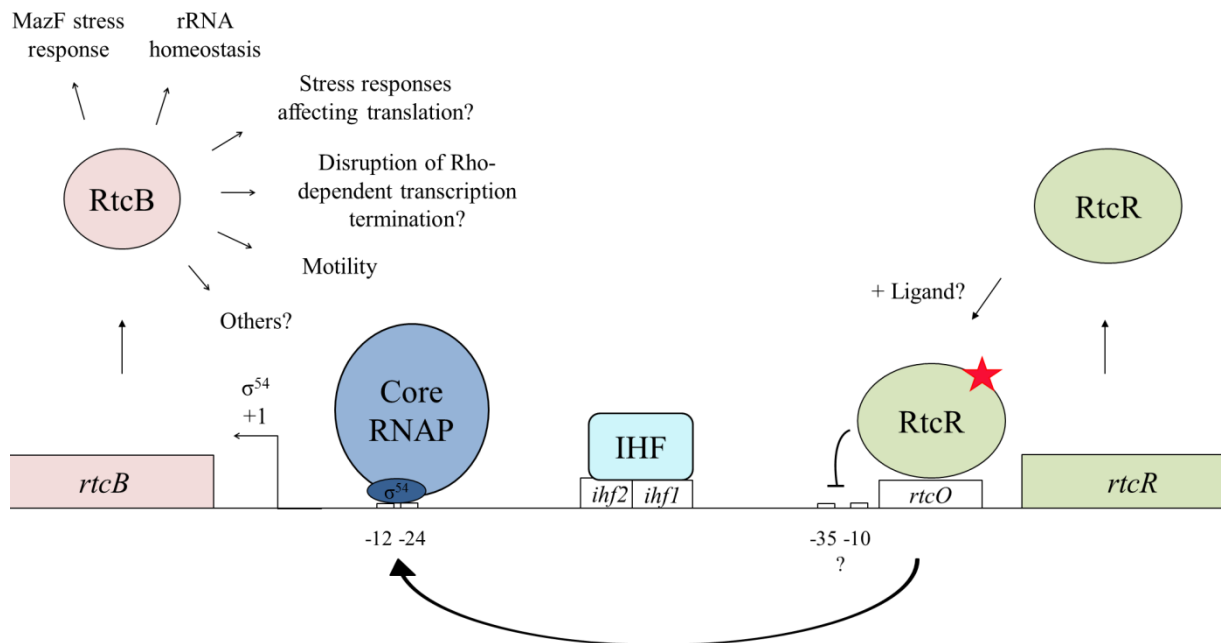 MazF stress
response
rRNA
homeostasis
Stress responses
affecting translation?
RtcB
Disruption of Rho-
dependent transcription
termination?
Motility
Others?
RtcR
+ Ligand?
σ⁵⁴
+1
Core
RNAP
IHF
RtcR
rtcB
σ⁵⁴
ihf2
ihf1
rtcO
rtcR
-12 -24
-35 -10
?